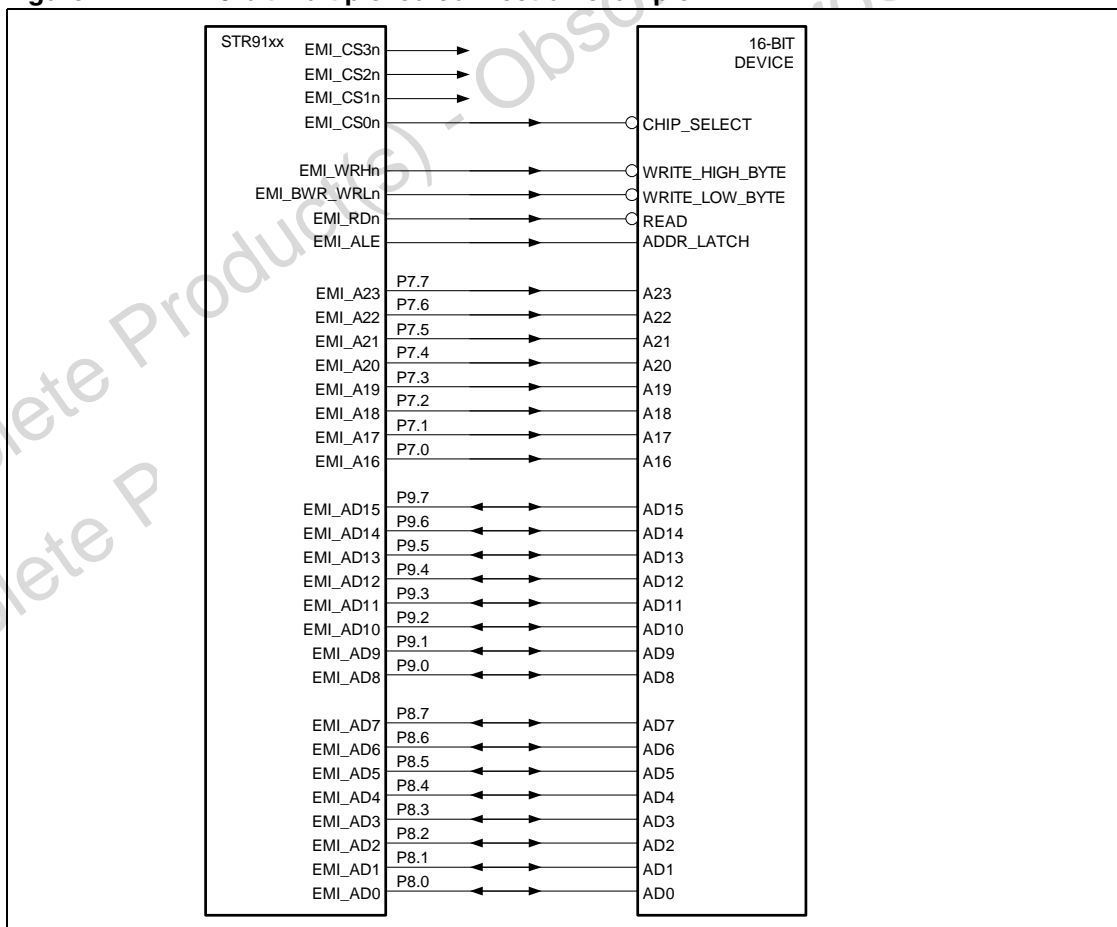 STR91xx EMI_CS3n 16-BIT
EMI_CS2n DEVICE
EMI_CS1n
EMI_CS0n CHIP_SELECT
EMI_WRHn WRITE_HIGH_BYTE
EMI_BWR_WRLn WRITE_LOW_BYTE
EMI_RDn READ
EMI_ALE ADDR_LATCH
EMI_A23 P7.7 A23
EMI_A22 P7.6 A22
EMI_A21 P7.5 A21
EMI_A20 P7.4 A20
EMI_A19 P7.3 A19
EMI_A18 P7.2 A18
EMI_A17 P7.1 A17
EMI_A16 P7.0 A16
EMI_AD15 P9.7 AD15
EMI_AD14 P9.6 AD14
EMI_AD13 P9.5 AD13
EMI_AD12 P9.4 AD12
EMI_AD11 P9.3 AD11
EMI_AD10 P9.2 AD10
EMI_AD9 P9.1 AD9
EMI_AD8 P9.0 AD8
EMI_AD7 P8.7 AD7
EMI_AD6 P8.6 AD6
EMI_AD5 P8.5 AD5
EMI_AD4 P8.4 AD4
EMI_AD3 P8.3 AD3
EMI_AD2 P8.2 AD2
EMI_AD1 P8.1 AD1
EMI_AD0 P8.0 AD0
lete Product(s) - Obso
lete P